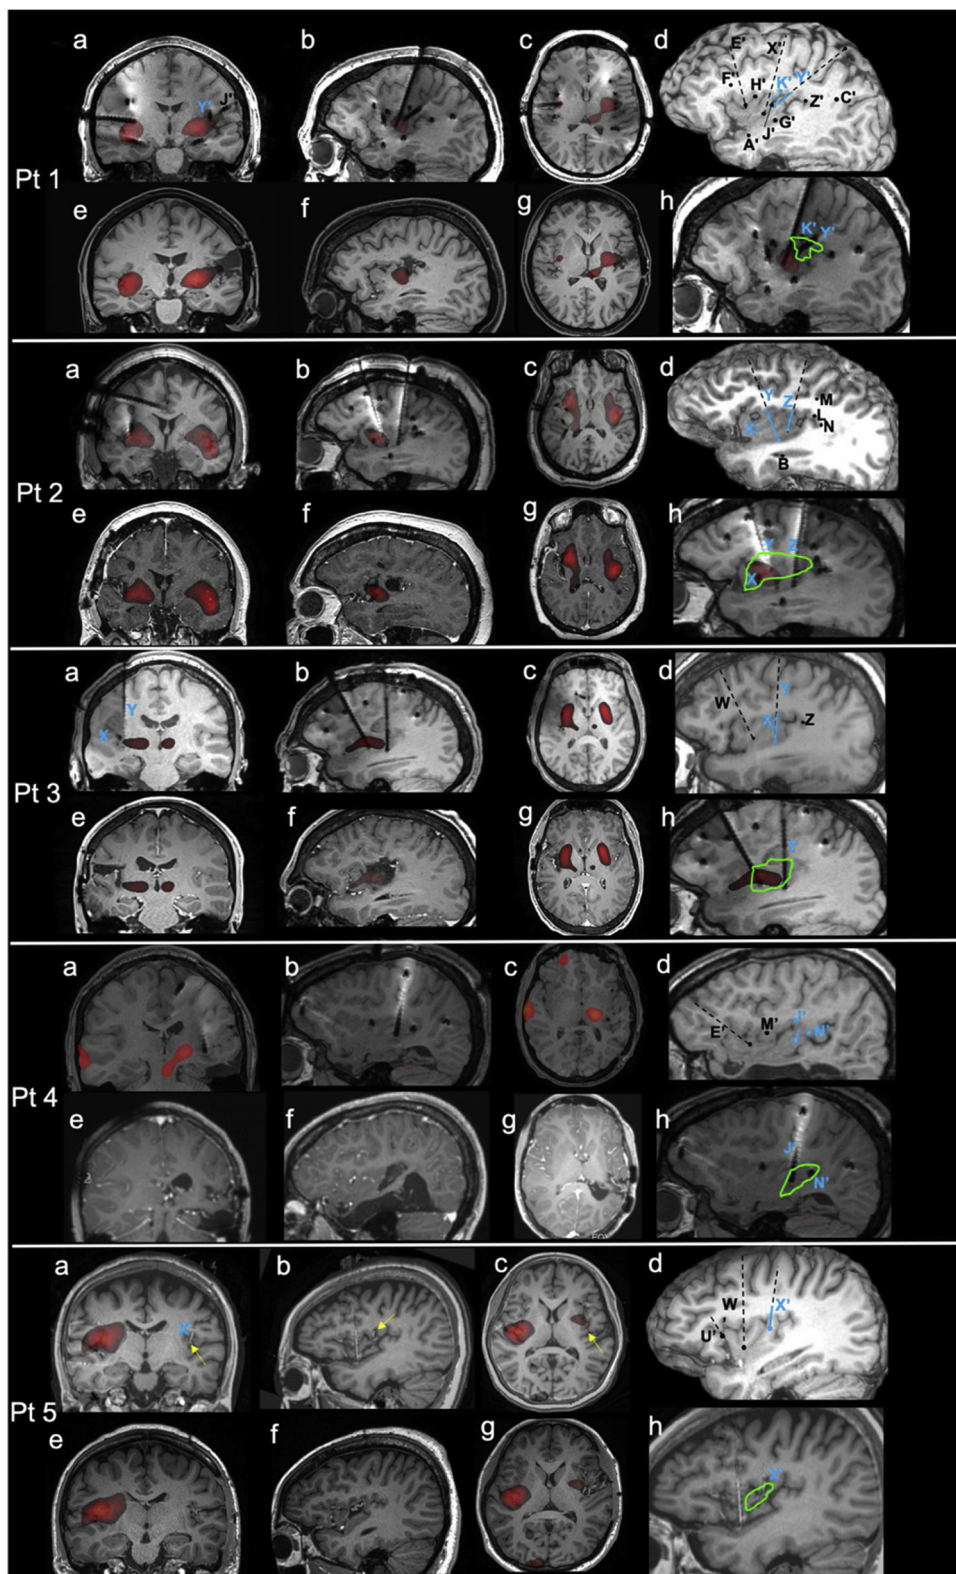 a b c d
E' X'
F' H' K' Y' Z' C'
A' J' G'
Y' J'
Pt 1
e f g h
K' Y'
a b c d
Y Z M
X L N
B
Pt 2
e f g h
Y Z
X
a b c d
Y W Y
X X Z
Pt 3
e f g h
Y
a b c d
E' M' J' N'
Pt 4
e f g h
J' N'
a b c d
X' W X'
U'
Pt 5
e f g h
X'